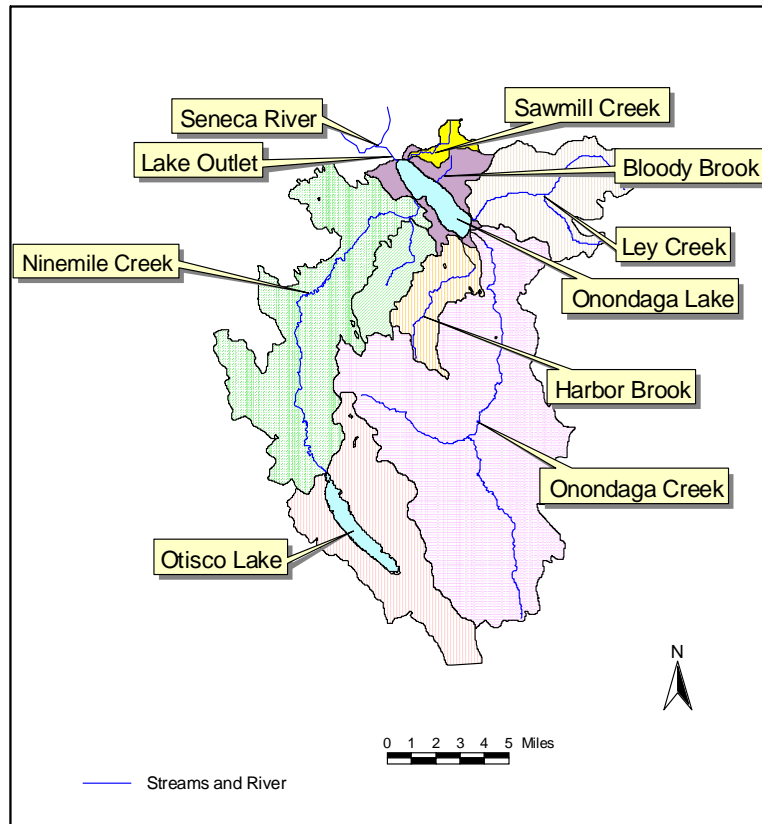 Sawmill Creek
Seneca River
Lake Outlet
Bloody Brook
Ley Creek
Ninemile Creek
Onondaga Lake
Harbor Brook
Onondaga Creek
Otisco Lake
N
0 1 2 3 4 5 Miles
Streams and River